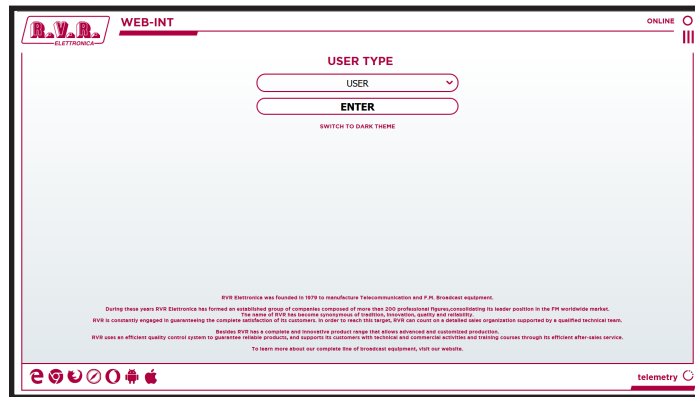 R.V.R.
ELETTRONICA
WEB-INT
ONLINE
USER TYPE
USER
ENTER
SWITCH TO DARK THEME
RVR Elettronica was founded in 1979 to manufacture Telecommunication and F.M. Broadcast equipment.
During these years RVR Elettronica has formed an established group of companies composed of more than 200 professional figures,consolidating its leader position in the FM worldwide market.
The name of RVR has become synonymous of tradition, innovation, quality and reliability.
RVR is constantly engaged in guaranteeing the complete satisfaction of its customers. In order to reach this target, RVR can count on a detailed sales organization supported by a qualified technical team.
Besides RVR has a complete and innovative product range that allows advanced and customized production.
RVR uses an efficient quality control system to guarantee reliable products, and supports its customers with technical and commercial activities and training courses through its efficient after-sales service.
To learn more about our complete line of broadcast equipment, visit our website.
telemetry